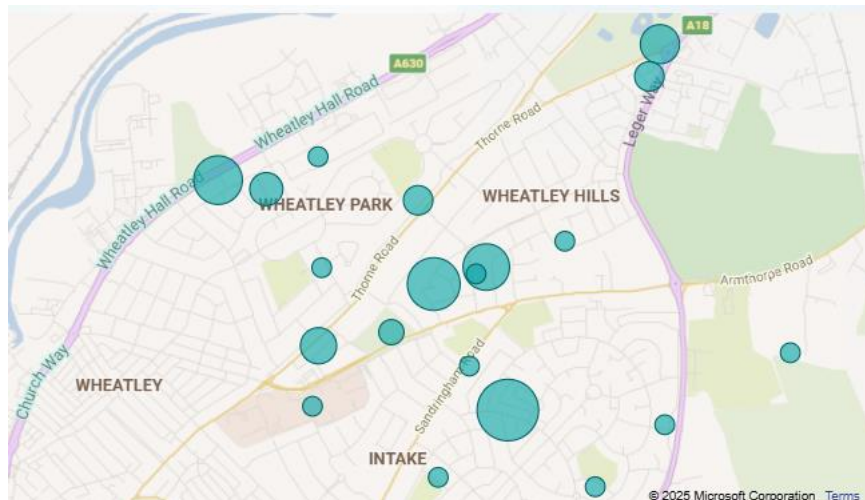 A18
A630
Wheatley Hall Road
Thorne Road
Leger Way
WHEATLEY PARK
WHEATLEY HILLS
Wheatley Hall Road
Thorne Road
Armthorpe Road
Church Way
WHEATLEY
Sandringham Road
INTAKE
© 2025 Microsoft Corporation Terms